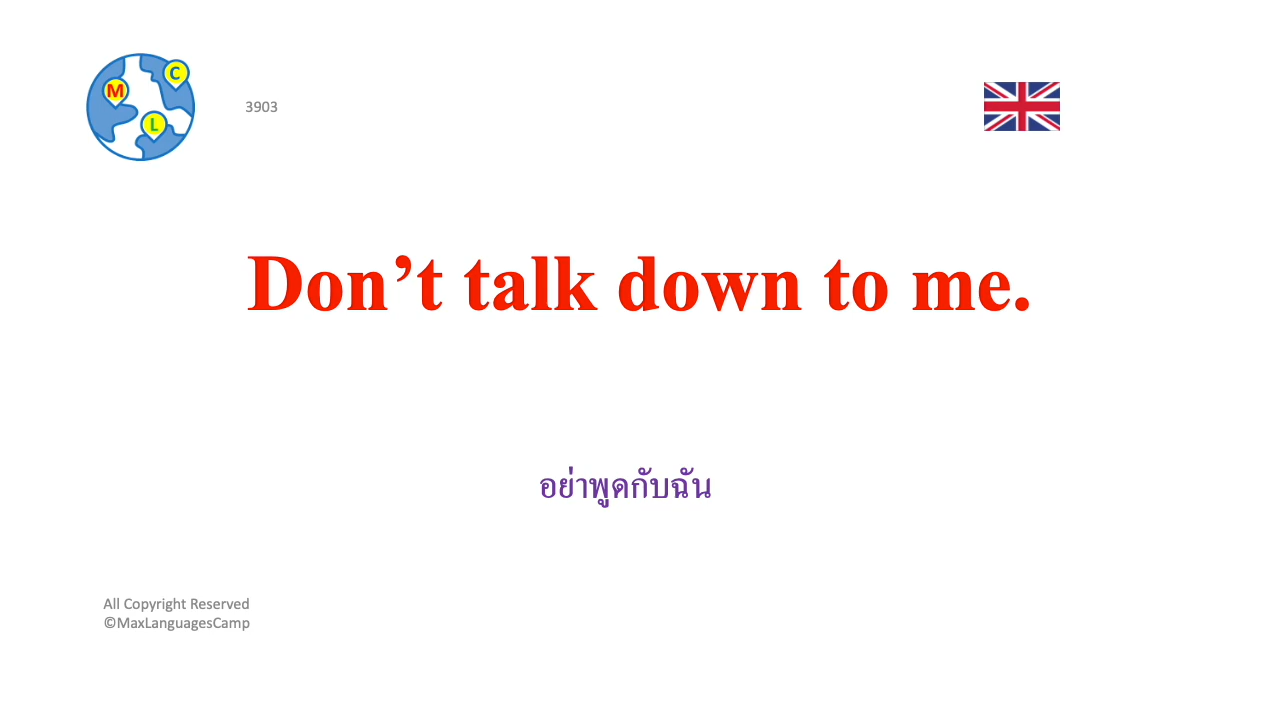 M
C
L
3903
Don’t talk down to me.
อย่าพูดกับฉัน
All Copyright Reserved
©MaxLanguagesCamp